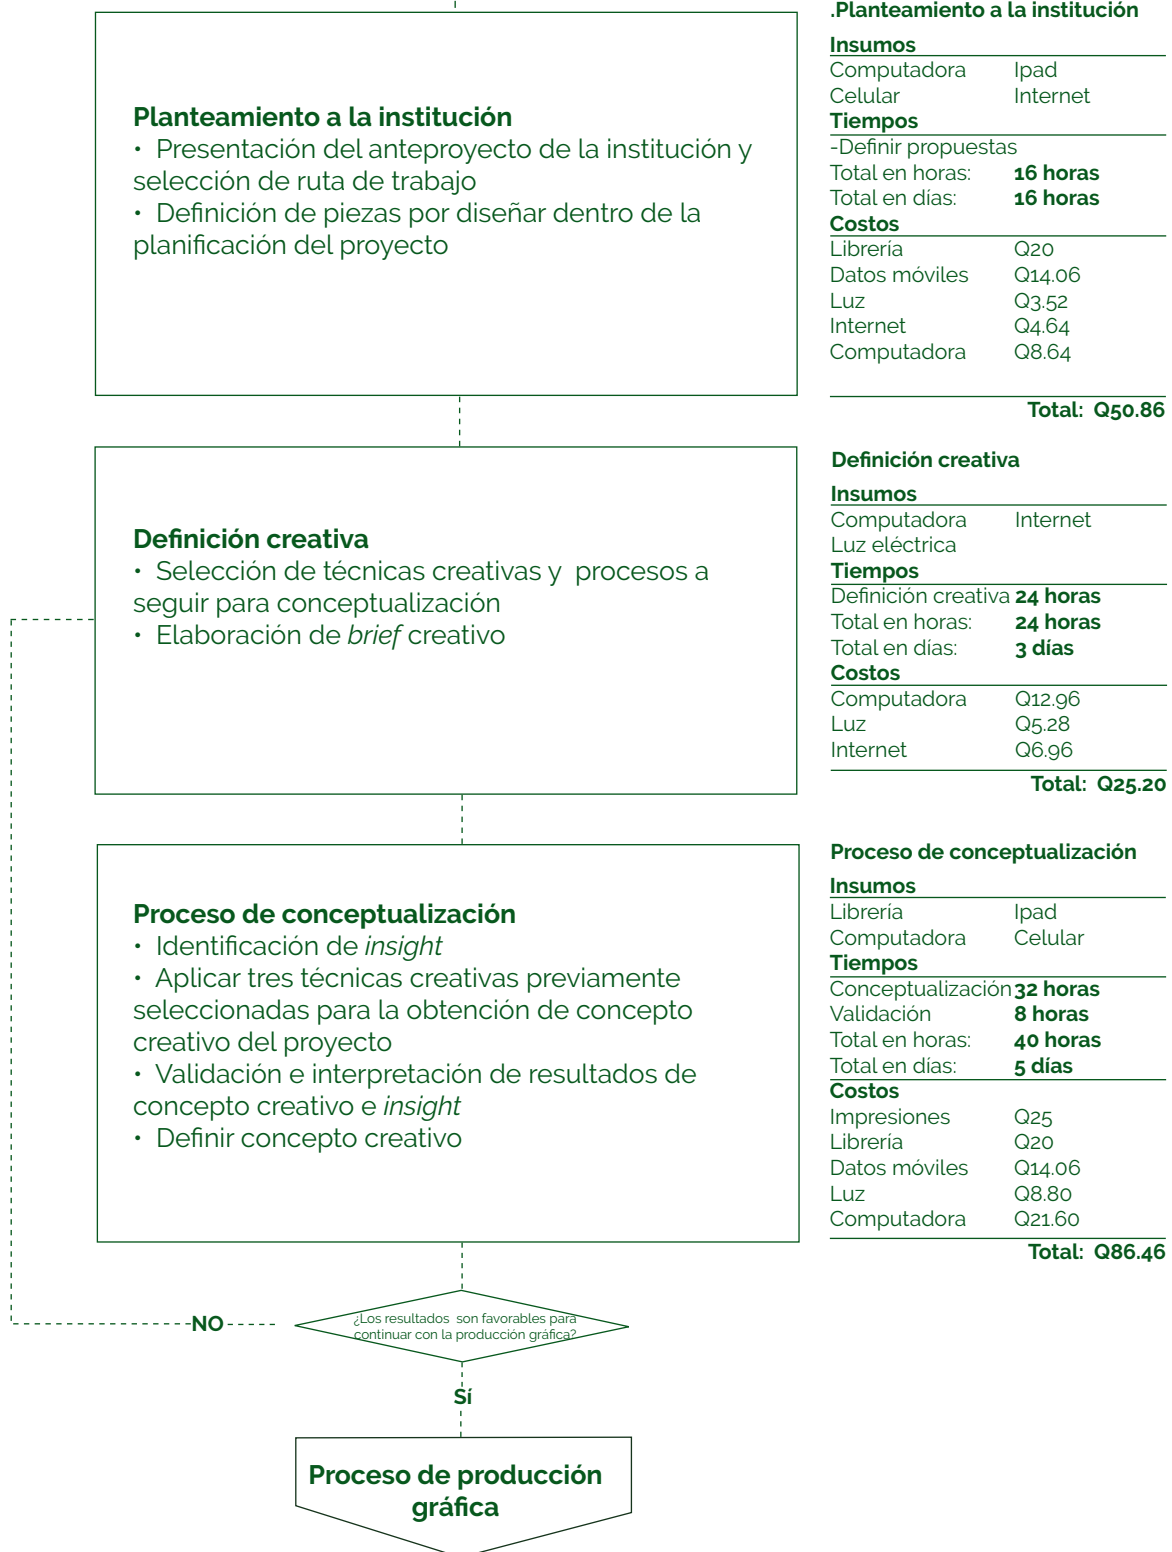 Planteamiento a la institución
• Presentación del anteproyecto de la institución y
selección de ruta de trabajo
• Definición de piezas por diseñar dentro de la
planificación del proyecto
.Planteamiento a la institución
Insumos
Computadora Ipad
Celular Internet
Tiempos
-Definir propuestas
Total en horas: 16 horas
Total en días: 16 horas
Costos
Librería Q20
Datos móviles Q14.06
Luz Q3.52
Internet Q4.64
Computadora Q8.64
Total: Q50.86
Definición creativa
• Selección de técnicas creativas y procesos a
seguir para conceptualización
• Elaboración de brief creativo
Definición creativa
Insumos
Computadora Internet
Luz eléctrica
Tiempos
Definición creativa 24 horas
Total en horas: 24 horas
Total en días: 3 días
Costos
Computadora Q12.96
Luz Q5.28
Internet Q6.96
Total: Q25.20
Proceso de conceptualización
• Identificación de insight
• Aplicar tres técnicas creativas previamente
seleccionadas para la obtención de concepto
creativo del proyecto
• Validación e interpretación de resultados de
concepto creativo e insight
• Definir concepto creativo
Proceso de conceptualización
Insumos
Librería Ipad
Computadora Celular
Tiempos
Conceptualización 32 horas
Validación 8 horas
Total en horas: 40 horas
Total en días: 5 días
Costos
Impresiones Q25
Librería Q20
Datos móviles Q14.06
Luz Q8.80
Computadora Q21.60
Total: Q86.46
¿Los resultados son favorables para
continuar con la producción gráfica?
NO
Sí
Proceso de producción
gráfica